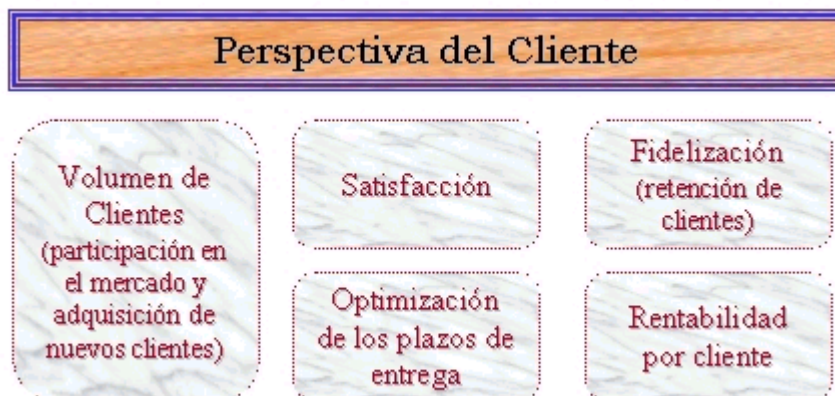 Perspectiva del Cliente
Volumen de
Clientes
(participación en
el mercado y
adquisición de
nuevos clientes)
Satisfacción
Optimización
de los plazos de
entrega
Fidelización
(retención de
clientes)
Rentabilidad
por cliente